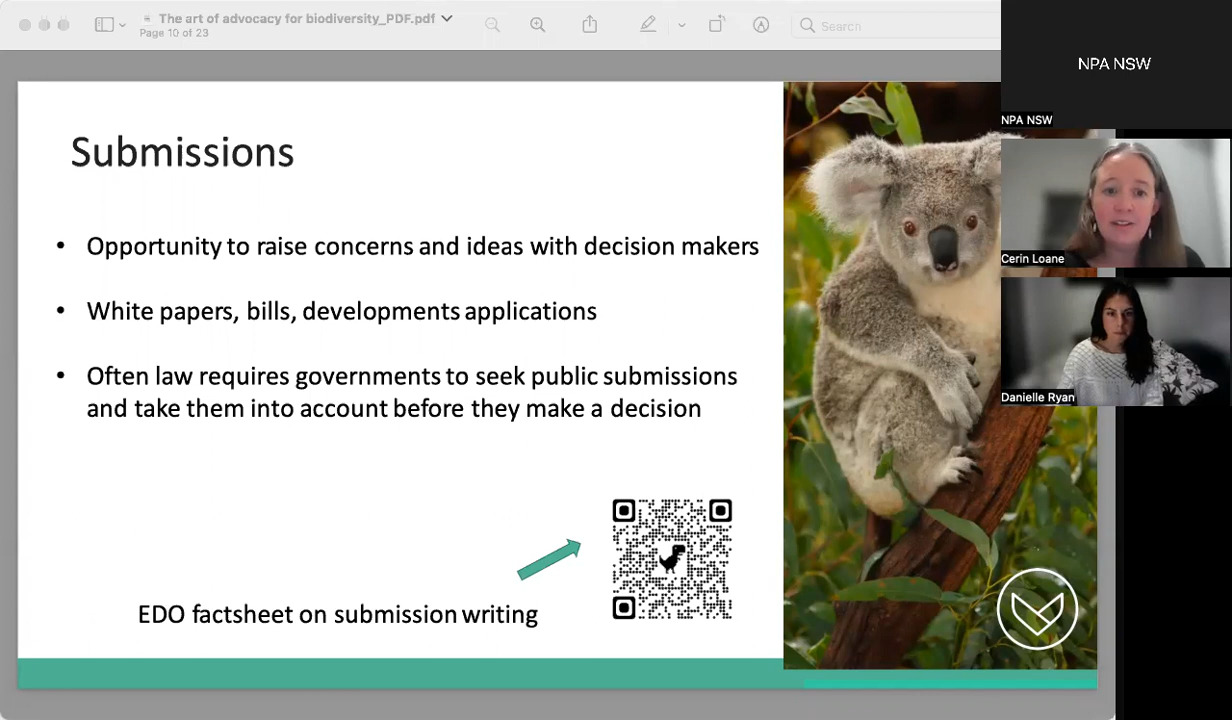 The art of advocacy for biodiversity_PDF.pdf
Page 10 of 23
Search
NPA NSW
NPA NSW
Cerin Loane
Danielle Ryan
Submissions
• Opportunity to raise concerns and ideas with decision makers
• White papers, bills, developments applications
• Often law requires governments to seek public submissions
and take them into account before they make a decision
EDO factsheet on submission writing